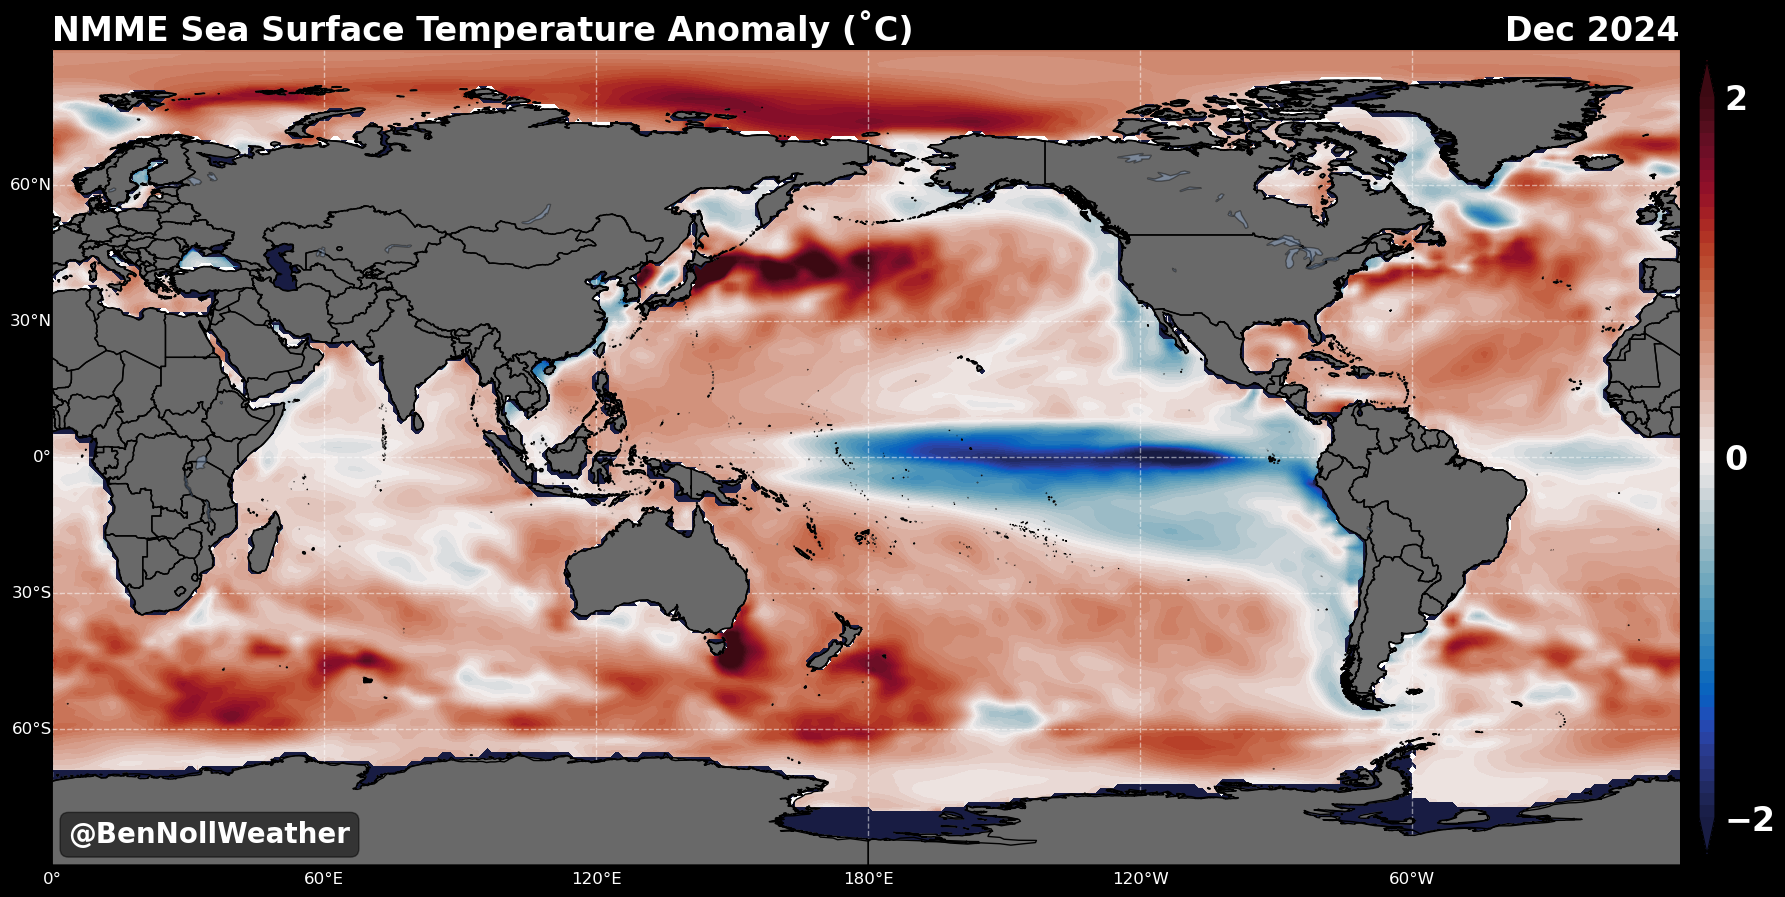 NMME Sea Surface Temperature Anomaly (˚C) Dec 2024
2
60°N
30°N
0°
0
30°S
60°S
−2
@BenNollWeather
0° 60°E 120°E 180°E 120°W 60°W